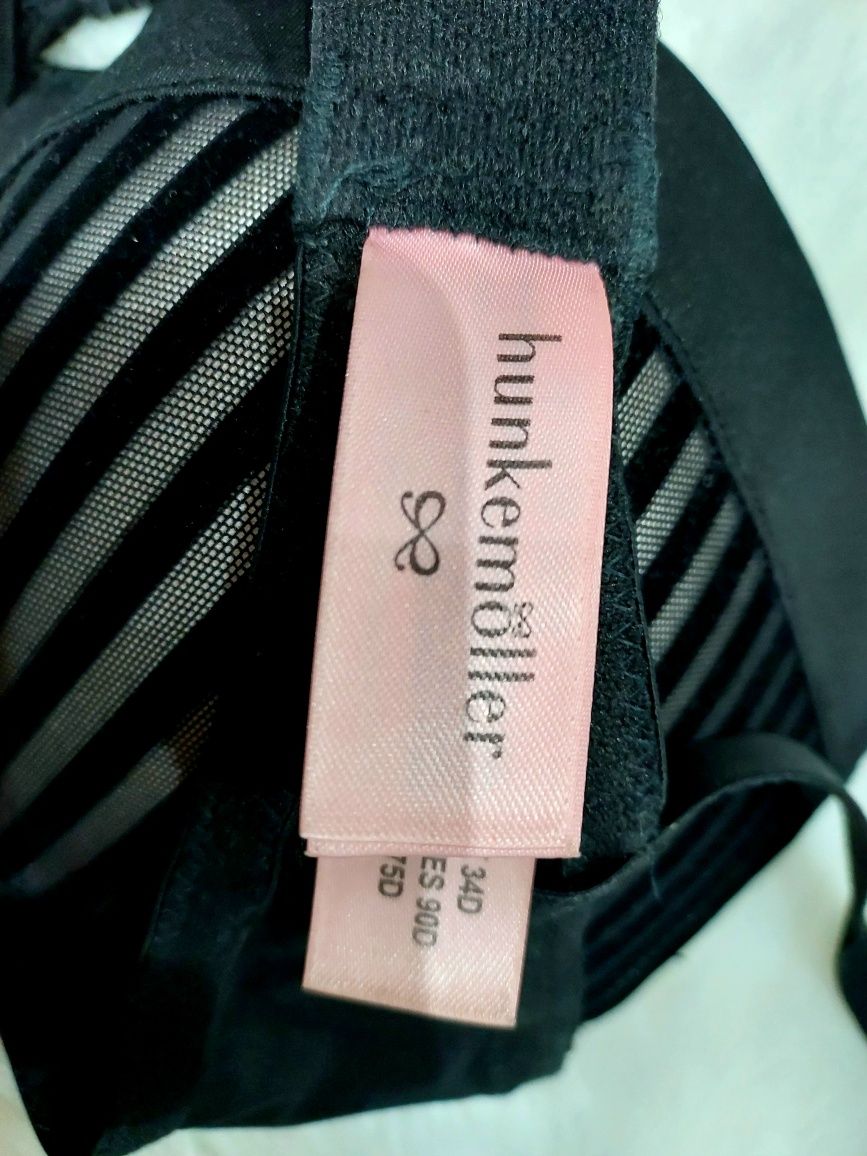 hunkemöller
34D
ES 90D
75D